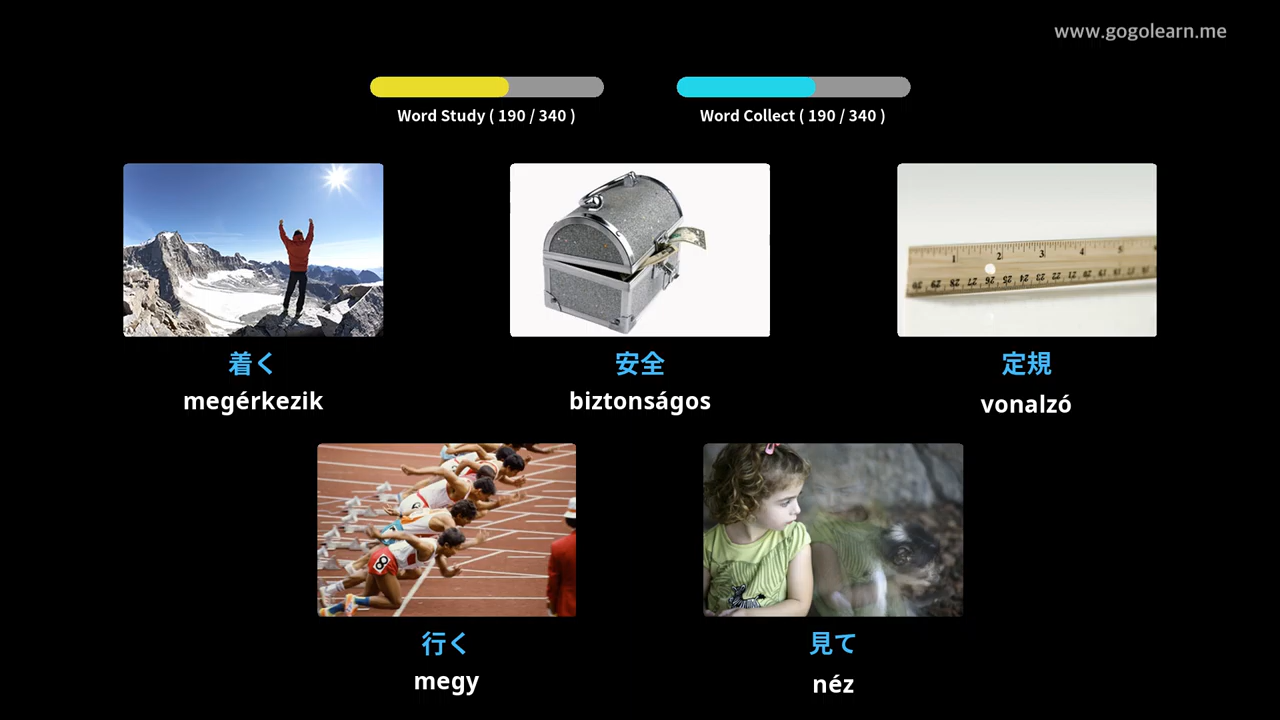 www.gogolearn.me
Word Study ( 190 / 340 )
Word Collect ( 190 / 340 )
着く
megérkezik
安全
biztonságos
定規
vonalzó
行く
megy
見て
néz